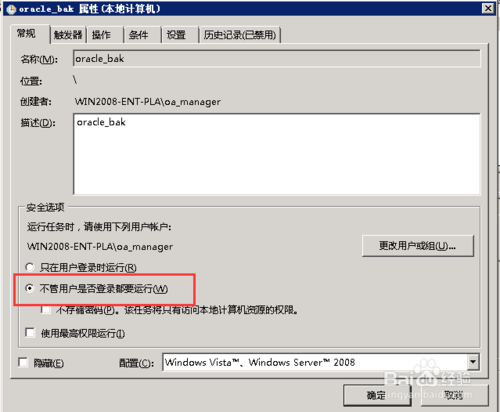 oracle_bak 属性(本地计算机)
常规 触发器 操作 条件 设置 历史记录(已禁用)
名称(M): oracle_bak
位置: \
创建者: WIN2008-ENT-PLA\oa_manager
描述(D): oracle_bak
安全选项
运行任务时，请使用下列用户帐户:
WIN2008-ENT-PLA\oa_manager 更改用户或组(U)...
只在用户登录时运行(R)
不管用户是否登录都要运行(W)
不存储密码(P)。该任务将只有访问本地计算机资源的权限。
使用最高权限运行(I)
隐藏(E) 配置(C): Windows Vista™、Windows Server™ 2008
确定 取消
Baidu 经验
jingyan.baidu.com